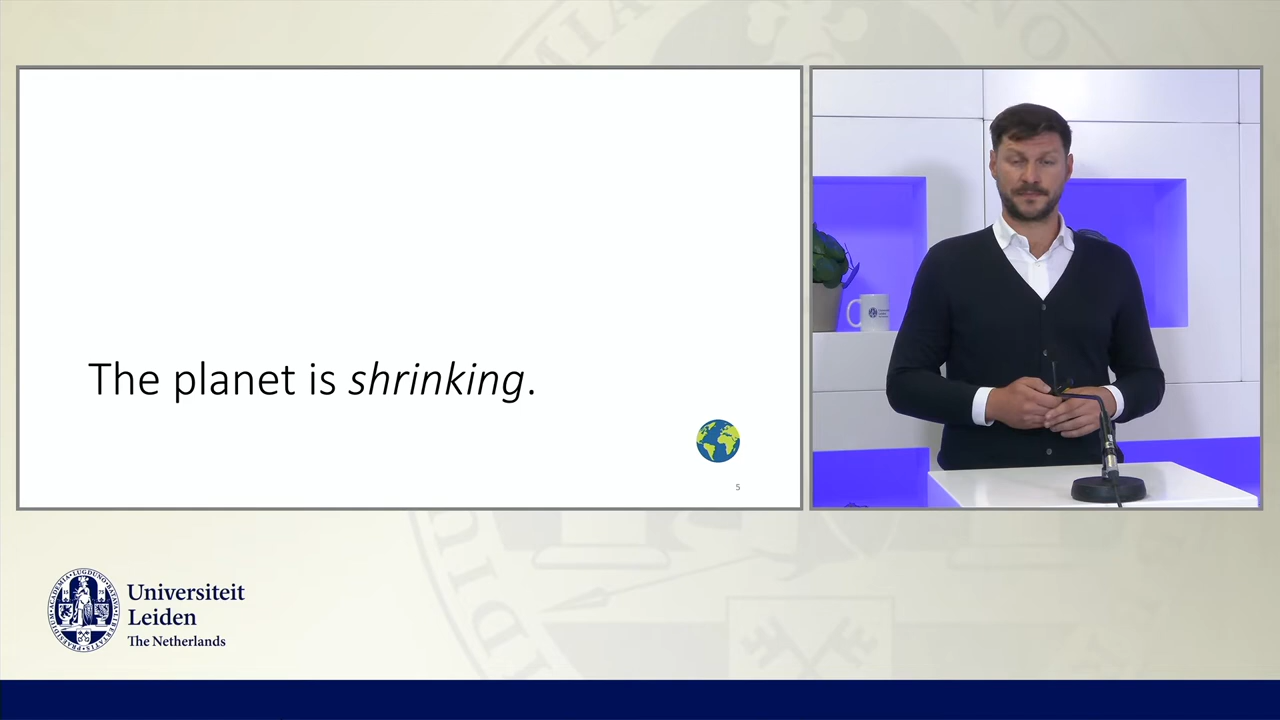 The planet is shrinking.
5
Universiteit
Leiden
The Netherlands